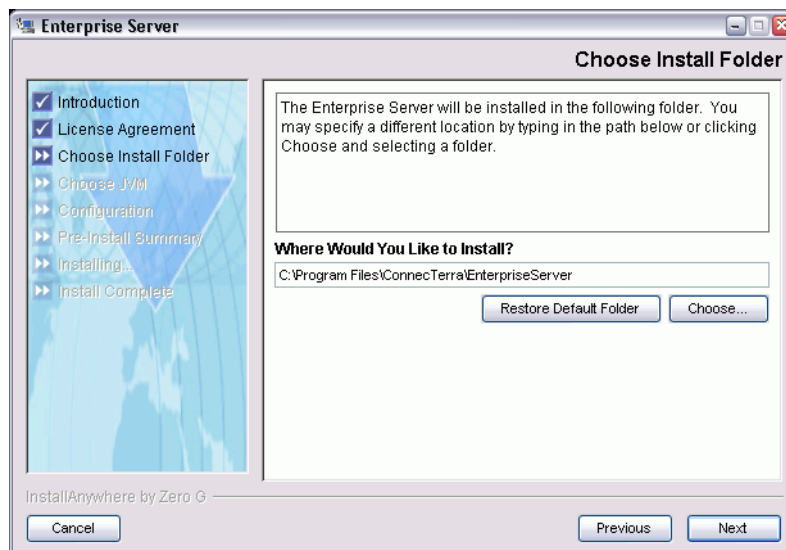 Enterprise Server
Choose Install Folder
Introduction
License Agreement
Choose Install Folder
Choose JVM
Configuration
Pre-Install Summary
Installing...
Install Complete
The Enterprise Server will be installed in the following folder. You
may specify a different location by typing in the path below or clicking
Choose and selecting a folder.
Where Would You Like to Install?
C:\Program Files\ConnecTerra\EnterpriseServer
Restore Default Folder
Choose...
InstallAnywhere by Zero G
Cancel
Previous
Next